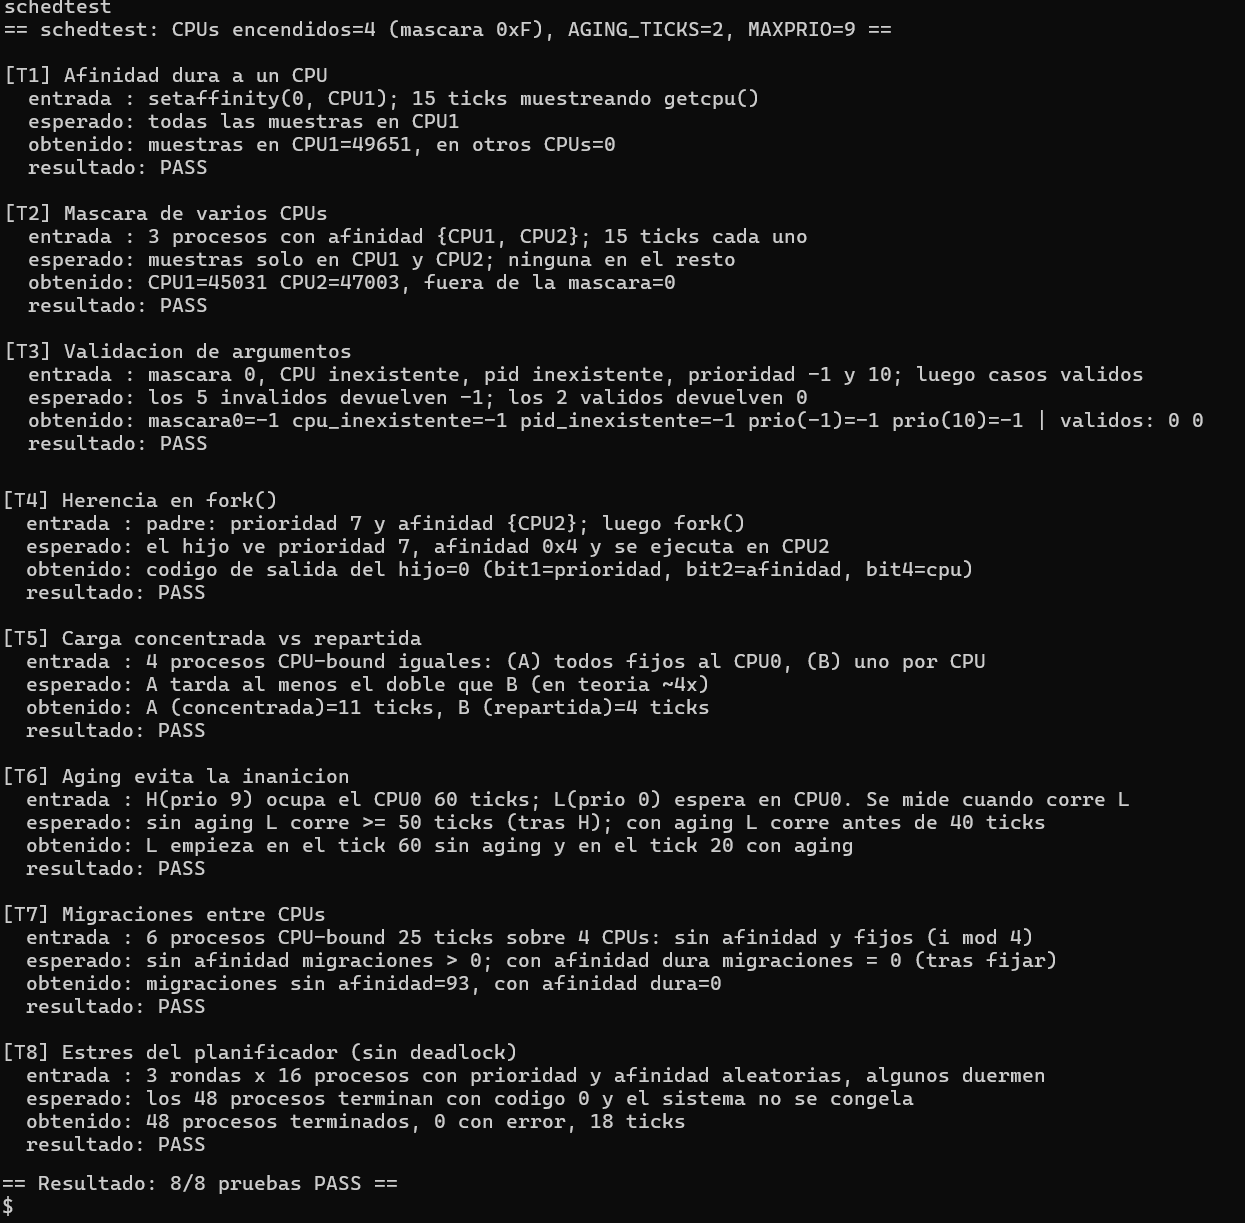 schedtest
== schedtest: CPUs encendidos=4 (mascara 0xF), AGING_TICKS=2, MAXPRIO=9 ==
[T1] Afinidad dura a un CPU
entrada : setaffinity(0, CPU1); 15 ticks muestreando getcpu()
esperado: todas las muestras en CPU1
obtenido: muestras en CPU1=49651, en otros CPUs=0
resultado: PASS
[T2] Mascara de varios CPUs
entrada : 3 procesos con afinidad {CPU1, CPU2}; 15 ticks cada uno
esperado: muestras solo en CPU1 y CPU2; ninguna en el resto
obtenido: CPU1=45031 CPU2=47003, fuera de la mascara=0
resultado: PASS
[T3] Validacion de argumentos
entrada : mascara 0, CPU inexistente, pid inexistente, prioridad -1 y 10; luego casos validos
esperado: los 5 invalidos devuelven -1; los 2 validos devuelven 0
obtenido: mascara0=-1 cpu_inexistente=-1 pid_inexistente=-1 prio(-1)=-1 prio(10)=-1 | validos: 0 0
resultado: PASS
[T4] Herencia en fork()
entrada : padre: prioridad 7 y afinidad {CPU2}; luego fork()
esperado: el hijo ve prioridad 7, afinidad 0x4 y se ejecuta en CPU2
obtenido: codigo de salida del hijo=0 (bit1=prioridad, bit2=afinidad, bit4=cpu)
resultado: PASS
[T5] Carga concentrada vs repartida
entrada : 4 procesos CPU-bound iguales: (A) todos fijos al CPU0, (B) uno por CPU
esperado: A tarda al menos el doble que B (en teoria ~4x)
obtenido: A (concentrada)=11 ticks, B (repartida)=4 ticks
resultado: PASS
[T6] Aging evita la inanicion
entrada : H(prio 9) ocupa el CPU0 60 ticks; L(prio 0) espera en CPU0. Se mide cuando corre L
esperado: sin aging L corre >= 50 ticks (tras H); con aging L corre antes de 40 ticks
obtenido: L empieza en el tick 60 sin aging y en el tick 20 con aging
resultado: PASS
[T7] Migraciones entre CPUs
entrada : 6 procesos CPU-bound 25 ticks sobre 4 CPUs: sin afinidad y fijos (i mod 4)
esperado: sin afinidad migraciones > 0; con afinidad dura migraciones = 0 (tras fijar)
obtenido: migraciones sin afinidad=93, con afinidad dura=0
resultado: PASS
[T8] Estres del planificador (sin deadlock)
entrada : 3 rondas x 16 procesos con prioridad y afinidad aleatorias, algunos duermen
esperado: los 48 procesos terminan con codigo 0 y el sistema no se congela
obtenido: 48 procesos terminados, 0 con error, 18 ticks
resultado: PASS
== Resultado: 8/8 pruebas PASS ==
$